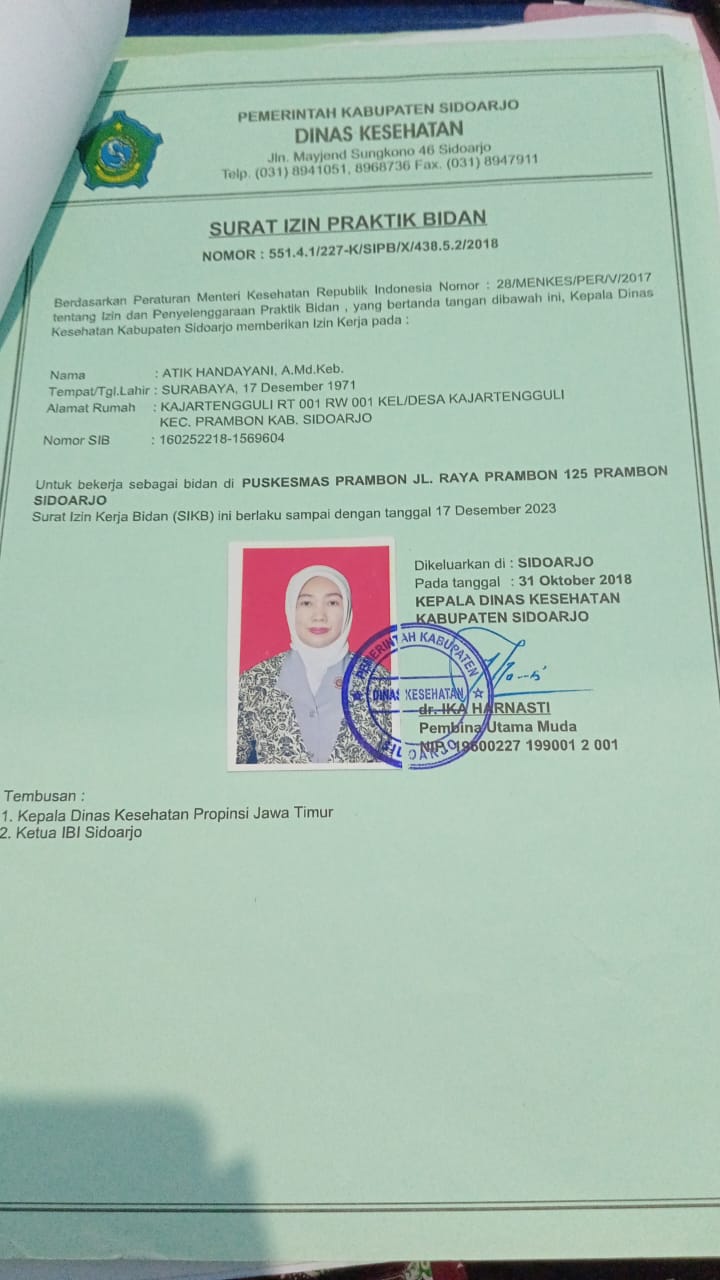 PEMERINTAH KABUPATEN SIDOARJO
DINAS KESEHATAN
Jln. Mayjend Sungkono 46 Sidoarjo
Telp. (031) 8941051, 8968736 Fax. (031) 8947911
SURAT IZIN PRAKTIK BIDAN
NOMOR : 551.4.1/227-K/SIPB/X/438.5.2/2018
Berdasarkan Peraturan Menteri Kesehatan Republik Indonesia Nomor : 28/MENKES/PER/V/2017
tentang Izin dan Penyelenggaraan Praktik Bidan , yang bertanda tangan dibawah ini, Kepala Dinas
Kesehatan Kabupaten Sidoarjo memberikan Izin Kerja pada :
Nama : ATIK HANDAYANI, A.Md.Keb.
Tempat/Tgl.Lahir : SURABAYA, 17 Desember 1971
Alamat Rumah : KAJARTENGGULI RT 001 RW 001 KEL/DESA KAJARTENGGULI
KEC. PRAMBON KAB. SIDOARJO
Nomor SIB : 160252218-1569604
Untuk bekerja sebagai bidan di PUSKESMAS PRAMBON JL. RAYA PRAMBON 125 PRAMBON
SIDOARJO
Surat Izin Kerja Bidan (SIKB) ini berlaku sampai dengan tanggal 17 Desember 2023
Dikeluarkan di : SIDOARJO
Pada tanggal : 31 Oktober 2018
KEPALA DINAS KESEHATAN
KABUPATEN SIDOARJO
PEMERINTAH KABUPATEN
DINAS KESEHATAN
SIDOARJO
dr. IKA HARNASTI
Pembina Utama Muda
NIP. 19600227 199001 2 001
Tembusan :
1. Kepala Dinas Kesehatan Propinsi Jawa Timur
2. Ketua IBI Sidoarjo